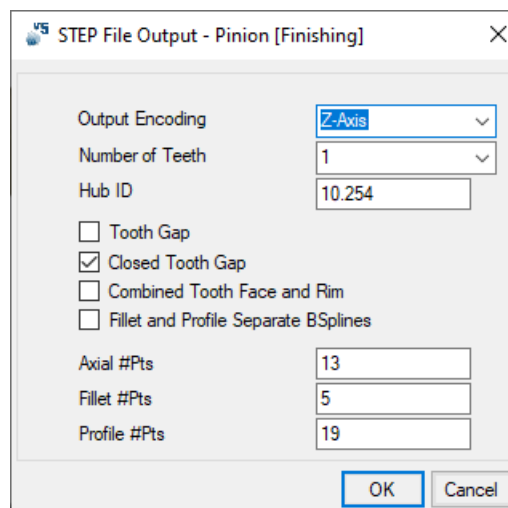 VS STEP File Output - Pinion [Finishing]
Output Encoding Z-Axis
Number of Teeth 1
Hub ID 10.254
Tooth Gap
Closed Tooth Gap
Combined Tooth Face and Rim
Fillet and Profile Separate BSplines
Axial #Pts 13
Fillet #Pts 5
Profile #Pts 19
OK Cancel